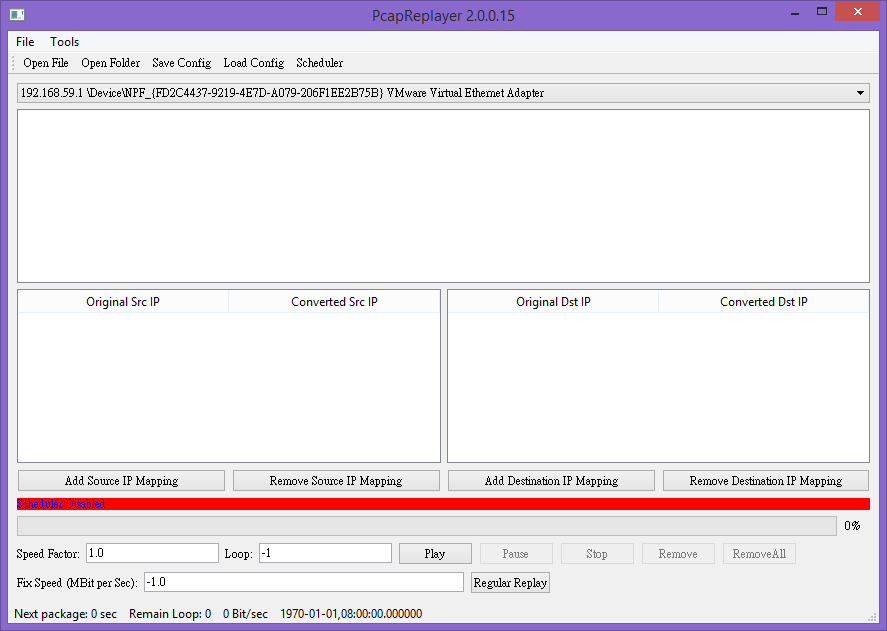 PcapReplayer 2.0.0.15
File Tools
Open File Open Folder Save Config Load Config Scheduler
192.168.59.1 \Device\NPF_{FD2C4437-9219-4E7D-A079-206F1EE2B75B} VMware Virtual Ethernet Adapter
Original Src IP Converted Src IP Original Dst IP Converted Dst IP
Add Source IP Mapping Remove Source IP Mapping Add Destination IP Mapping Remove Destination IP Mapping
Scheduler Disabled
0%
Speed Factor: 1.0 Loop: -1 Play Pause Stop Remove RemoveAll
Fix Speed (MBit per Sec): -1.0 Regular Replay
Next package: 0 sec Remain Loop: 0 0 Bit/sec 1970-01-01,08:00:00.000000